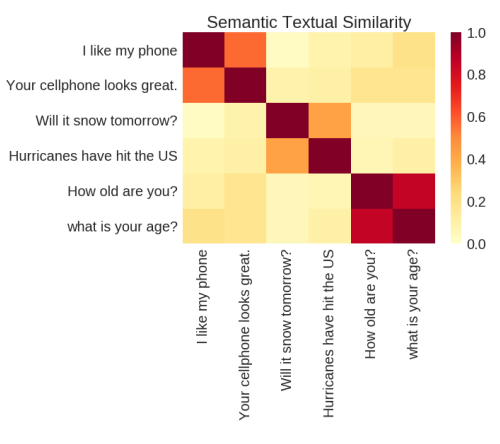 Semantic Textual Similarity
I like my phone
Your cellphone looks great.
Will it snow tomorrow?
Hurricanes have hit the US
How old are you?
what is your age?
1.0
0.8
0.6
0.4
0.2
0.0
I like my phone
Your cellphone looks great.
Will it snow tomorrow?
Hurricanes have hit the US
How old are you?
what is your age?